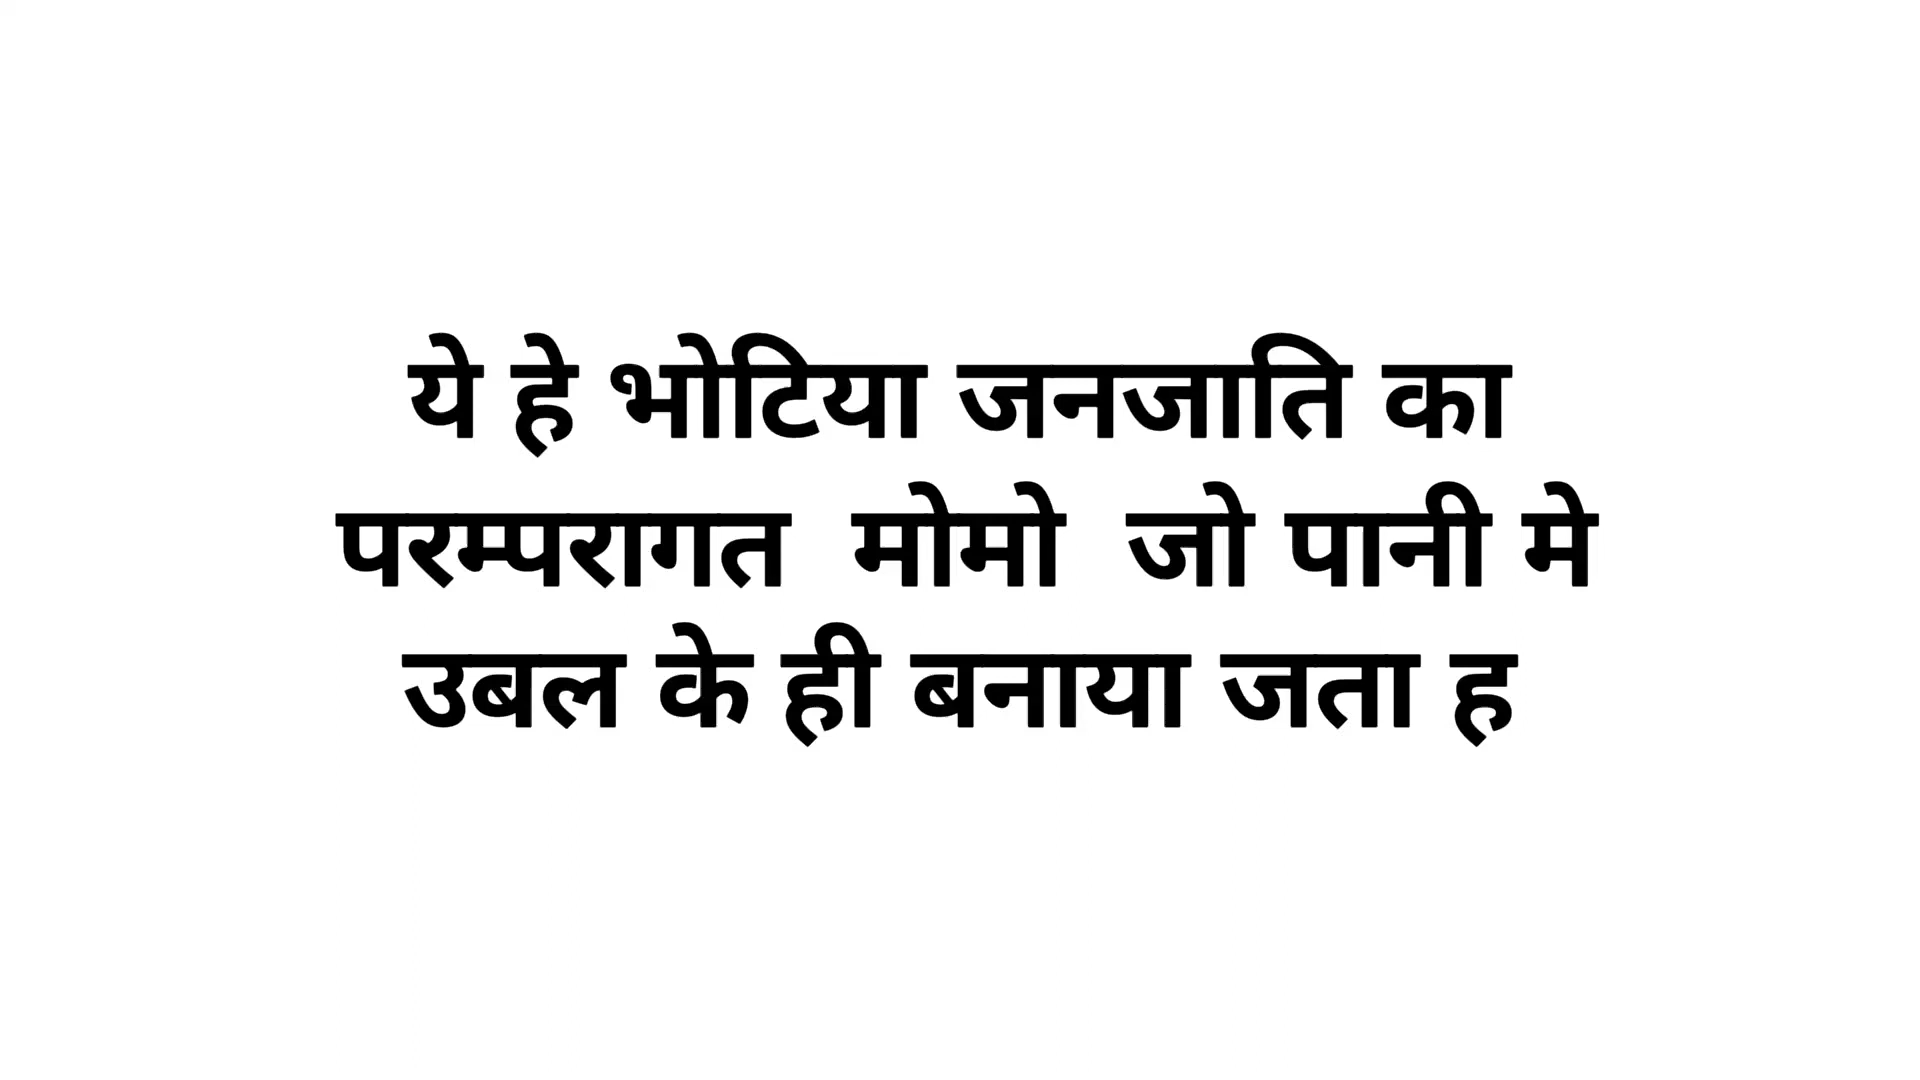 ये हे भोटिया जनजाति का
परम्परागत  मोमो  जो पानी मे
उबल के ही बनाया जता ह